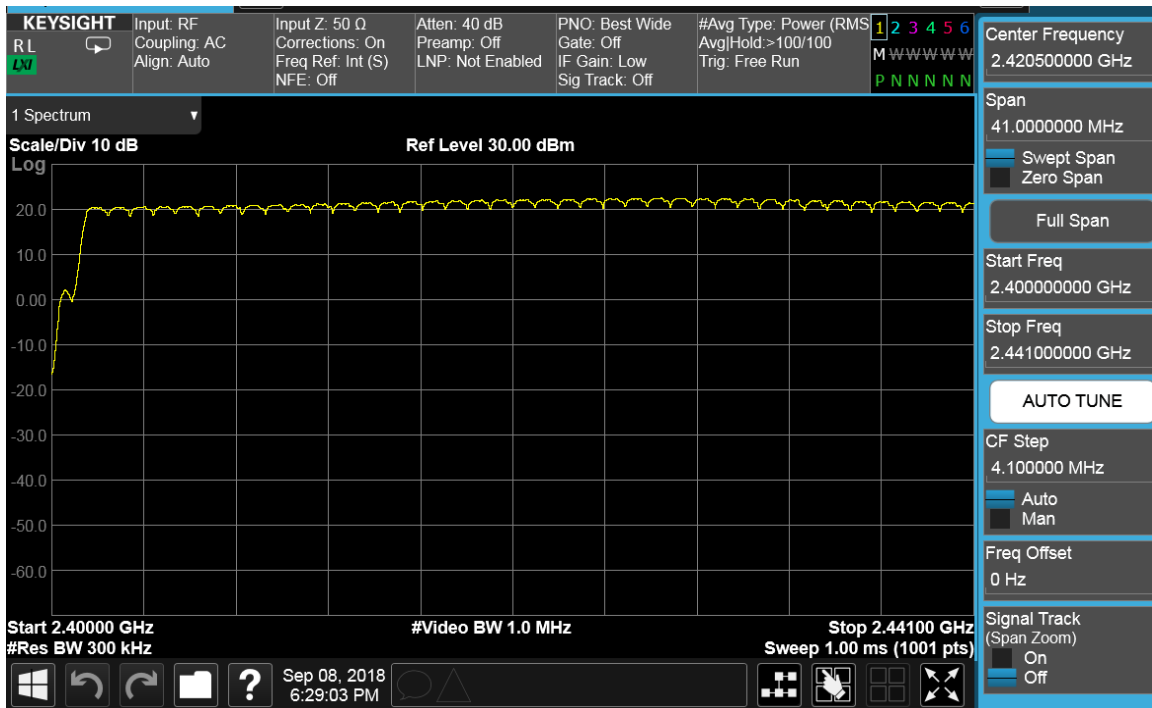 KEYSIGHT
R L
LXI
Input: RF
Coupling: AC
Align: Auto
Input Z: 50 Ω
Corrections: On
Freq Ref: Int (S)
NFE: Off
Atten: 40 dB
Preamp: Off
LNP: Not Enabled
PNO: Best Wide
Gate: Off
IF Gain: Low
Sig Track: Off
#Avg Type: Power (RMS
Avg|Hold:>100/100
Trig: Free Run
1 2 3 4 5 6
M W W W W W
P N N N N N
1 Spectrum
Scale/Div 10 dB
Ref Level 30.00 dBm
Log
20.0
10.0
0.00
-10.0
-20.0
-30.0
-40.0
-50.0
-60.0
Start 2.40000 GHz
#Video BW 1.0 MHz
Stop 2.44100 GHz
#Res BW 300 kHz
Sweep 1.00 ms (1001 pts)
?
Sep 08, 2018
6:29:03 PM
Center Frequency
2.420500000 GHz
Span
41.0000000 MHz
Swept Span
Zero Span
Full Span
Start Freq
2.400000000 GHz
Stop Freq
2.441000000 GHz
AUTO TUNE
CF Step
4.100000 MHz
Auto
Man
Freq Offset
0 Hz
Signal Track
(Span Zoom)
On
Off